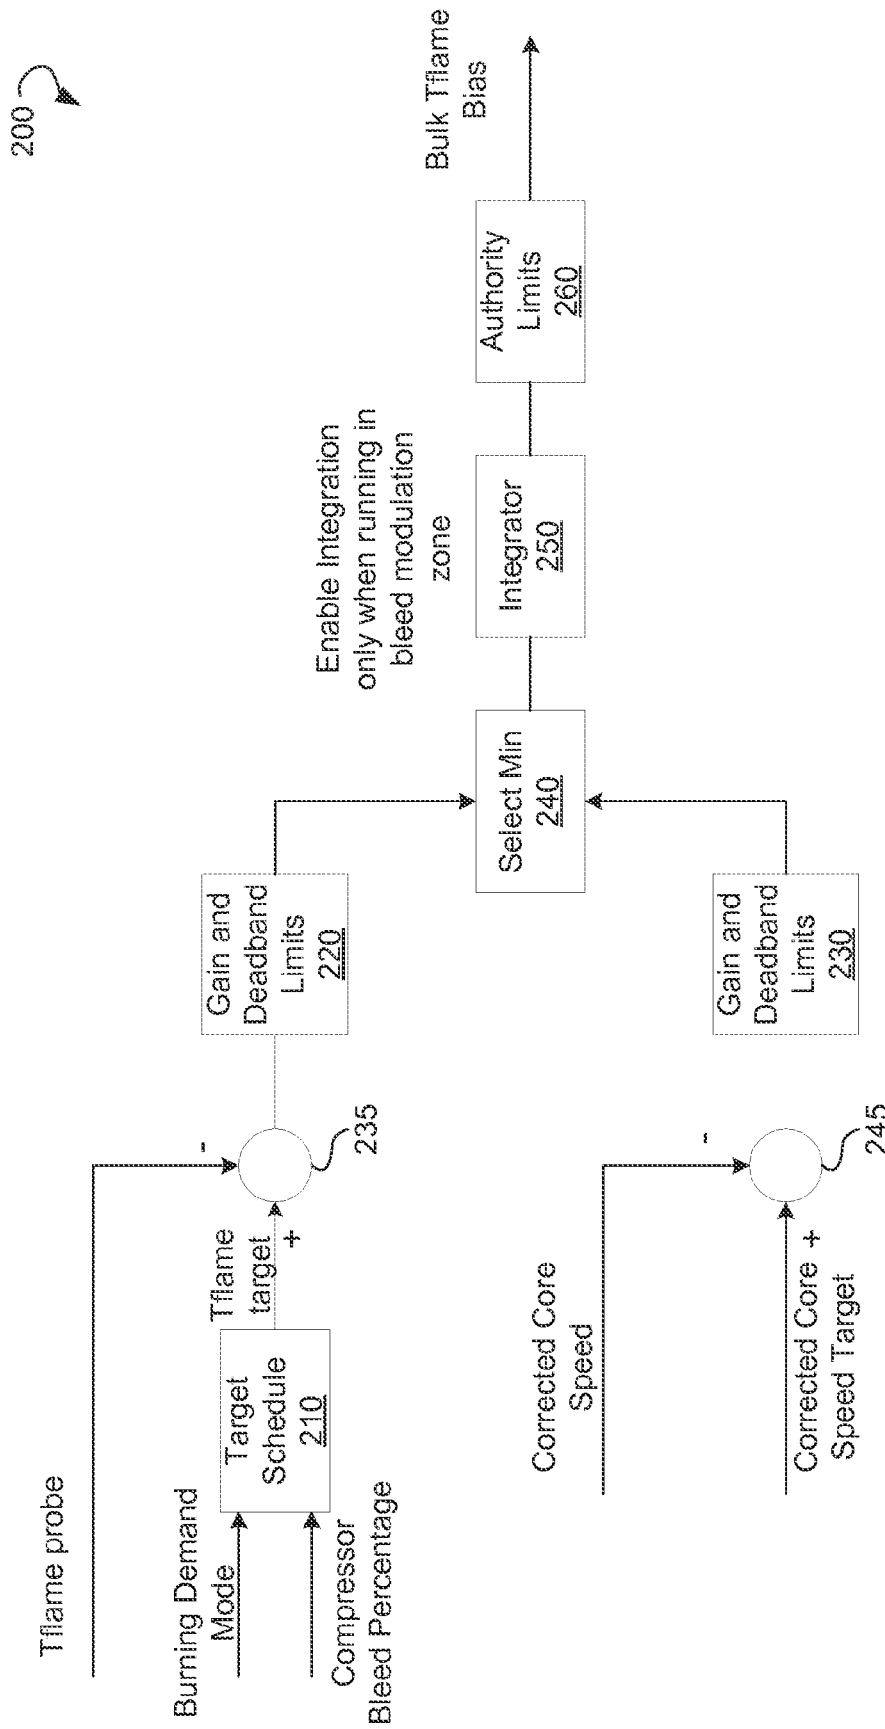 200
Tflame probe
Burning Demand
Mode
Compressor
Bleed Percentage
Target
Schedule
210
Tflame
target
+
-
235
Gain and
Deadband
Limits
220
Corrected Core
Speed
Corrected Core
Speed Target
+
-
245
Gain and
Deadband
Limits
230
Select Min
240
Enable Integration
only when running in
bleed modulation
zone
Integrator
250
Authority
Limits
260
Bulk Tflame
Bias